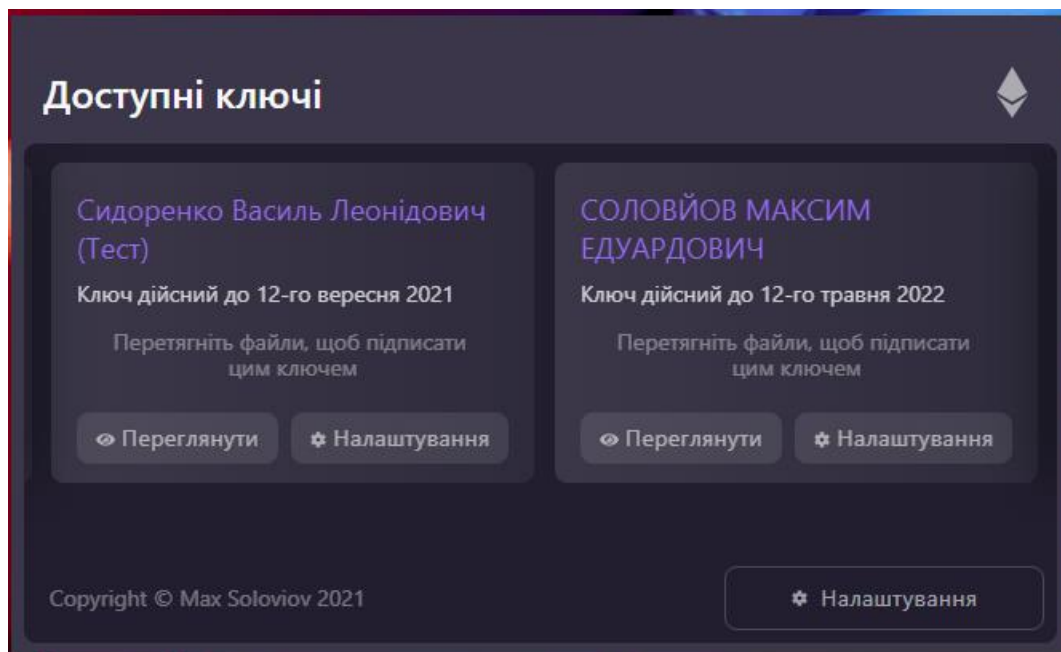 Доступні ключі
Сидоренко Василь Леонідович
(Тест)
Ключ дійсний до 12-го вересня 2021
Перетягніть файли, щоб підписати
цим ключем
Переглянути
Налаштування
СОЛОВЙОВ МАКСИМ
ЕДУАРДОВИЧ
Ключ дійсний до 12-го травня 2022
Перетягніть файли, щоб підписати
цим ключем
Переглянути
Налаштування
Copyright © Max Soloviov 2021
Налаштування